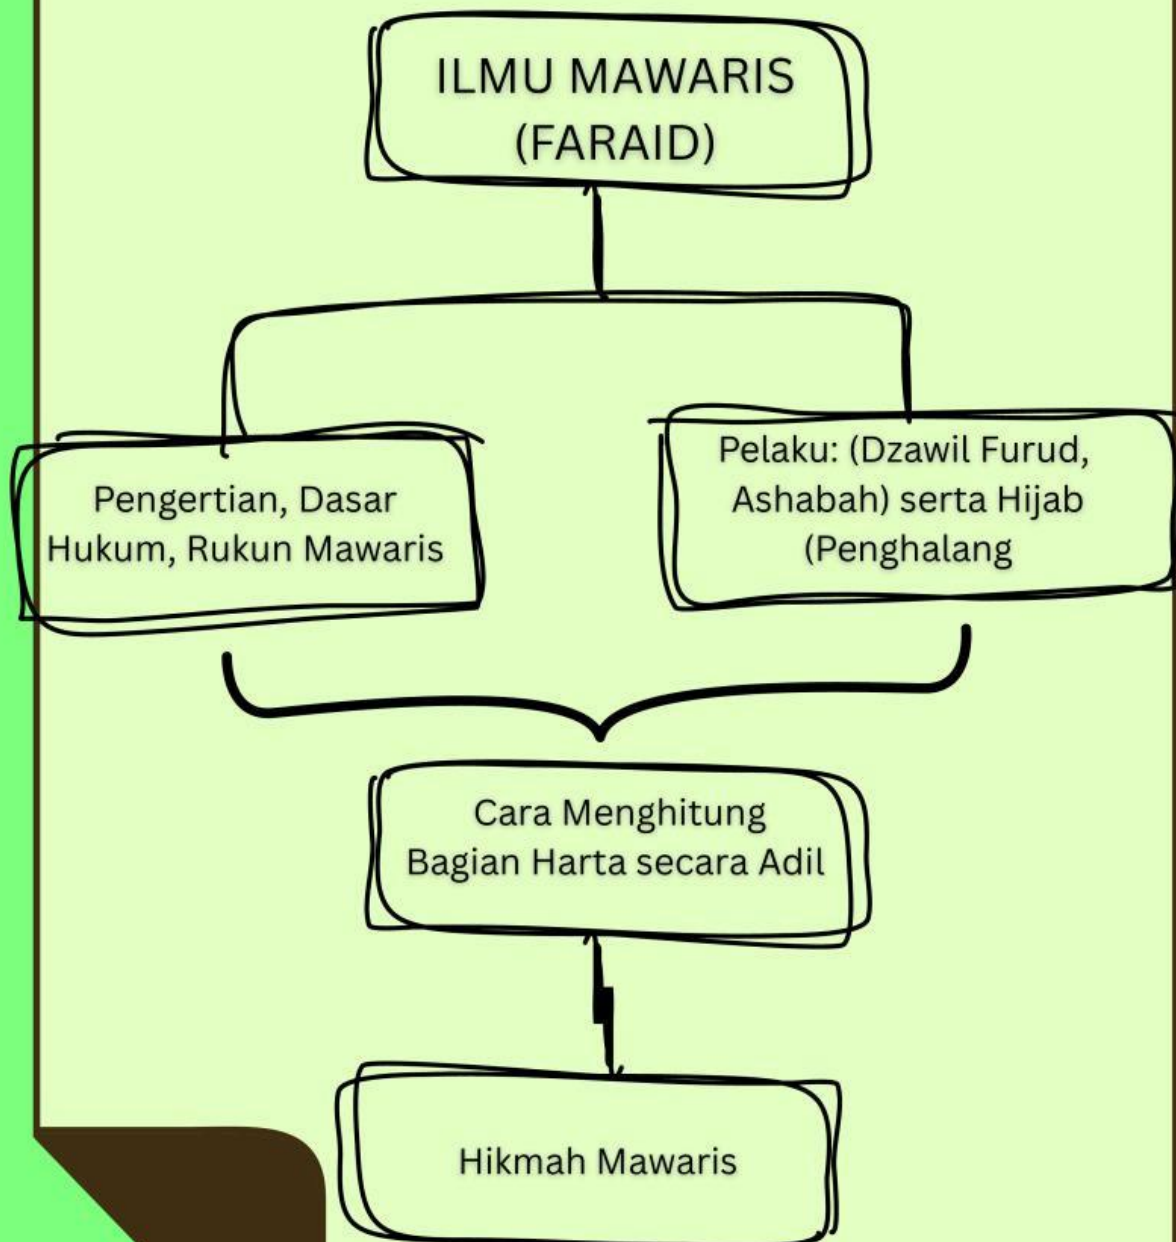 ILMU MAWARIS
(FARAID)
Pengertian, Dasar
Hukum, Rukun Mawaris
Pelaku: (Dzawil Furud,
Ashabah) serta Hijab
(Penghalang
Cara Menghitung
Bagian Harta secara Adil
Hikmah Mawaris